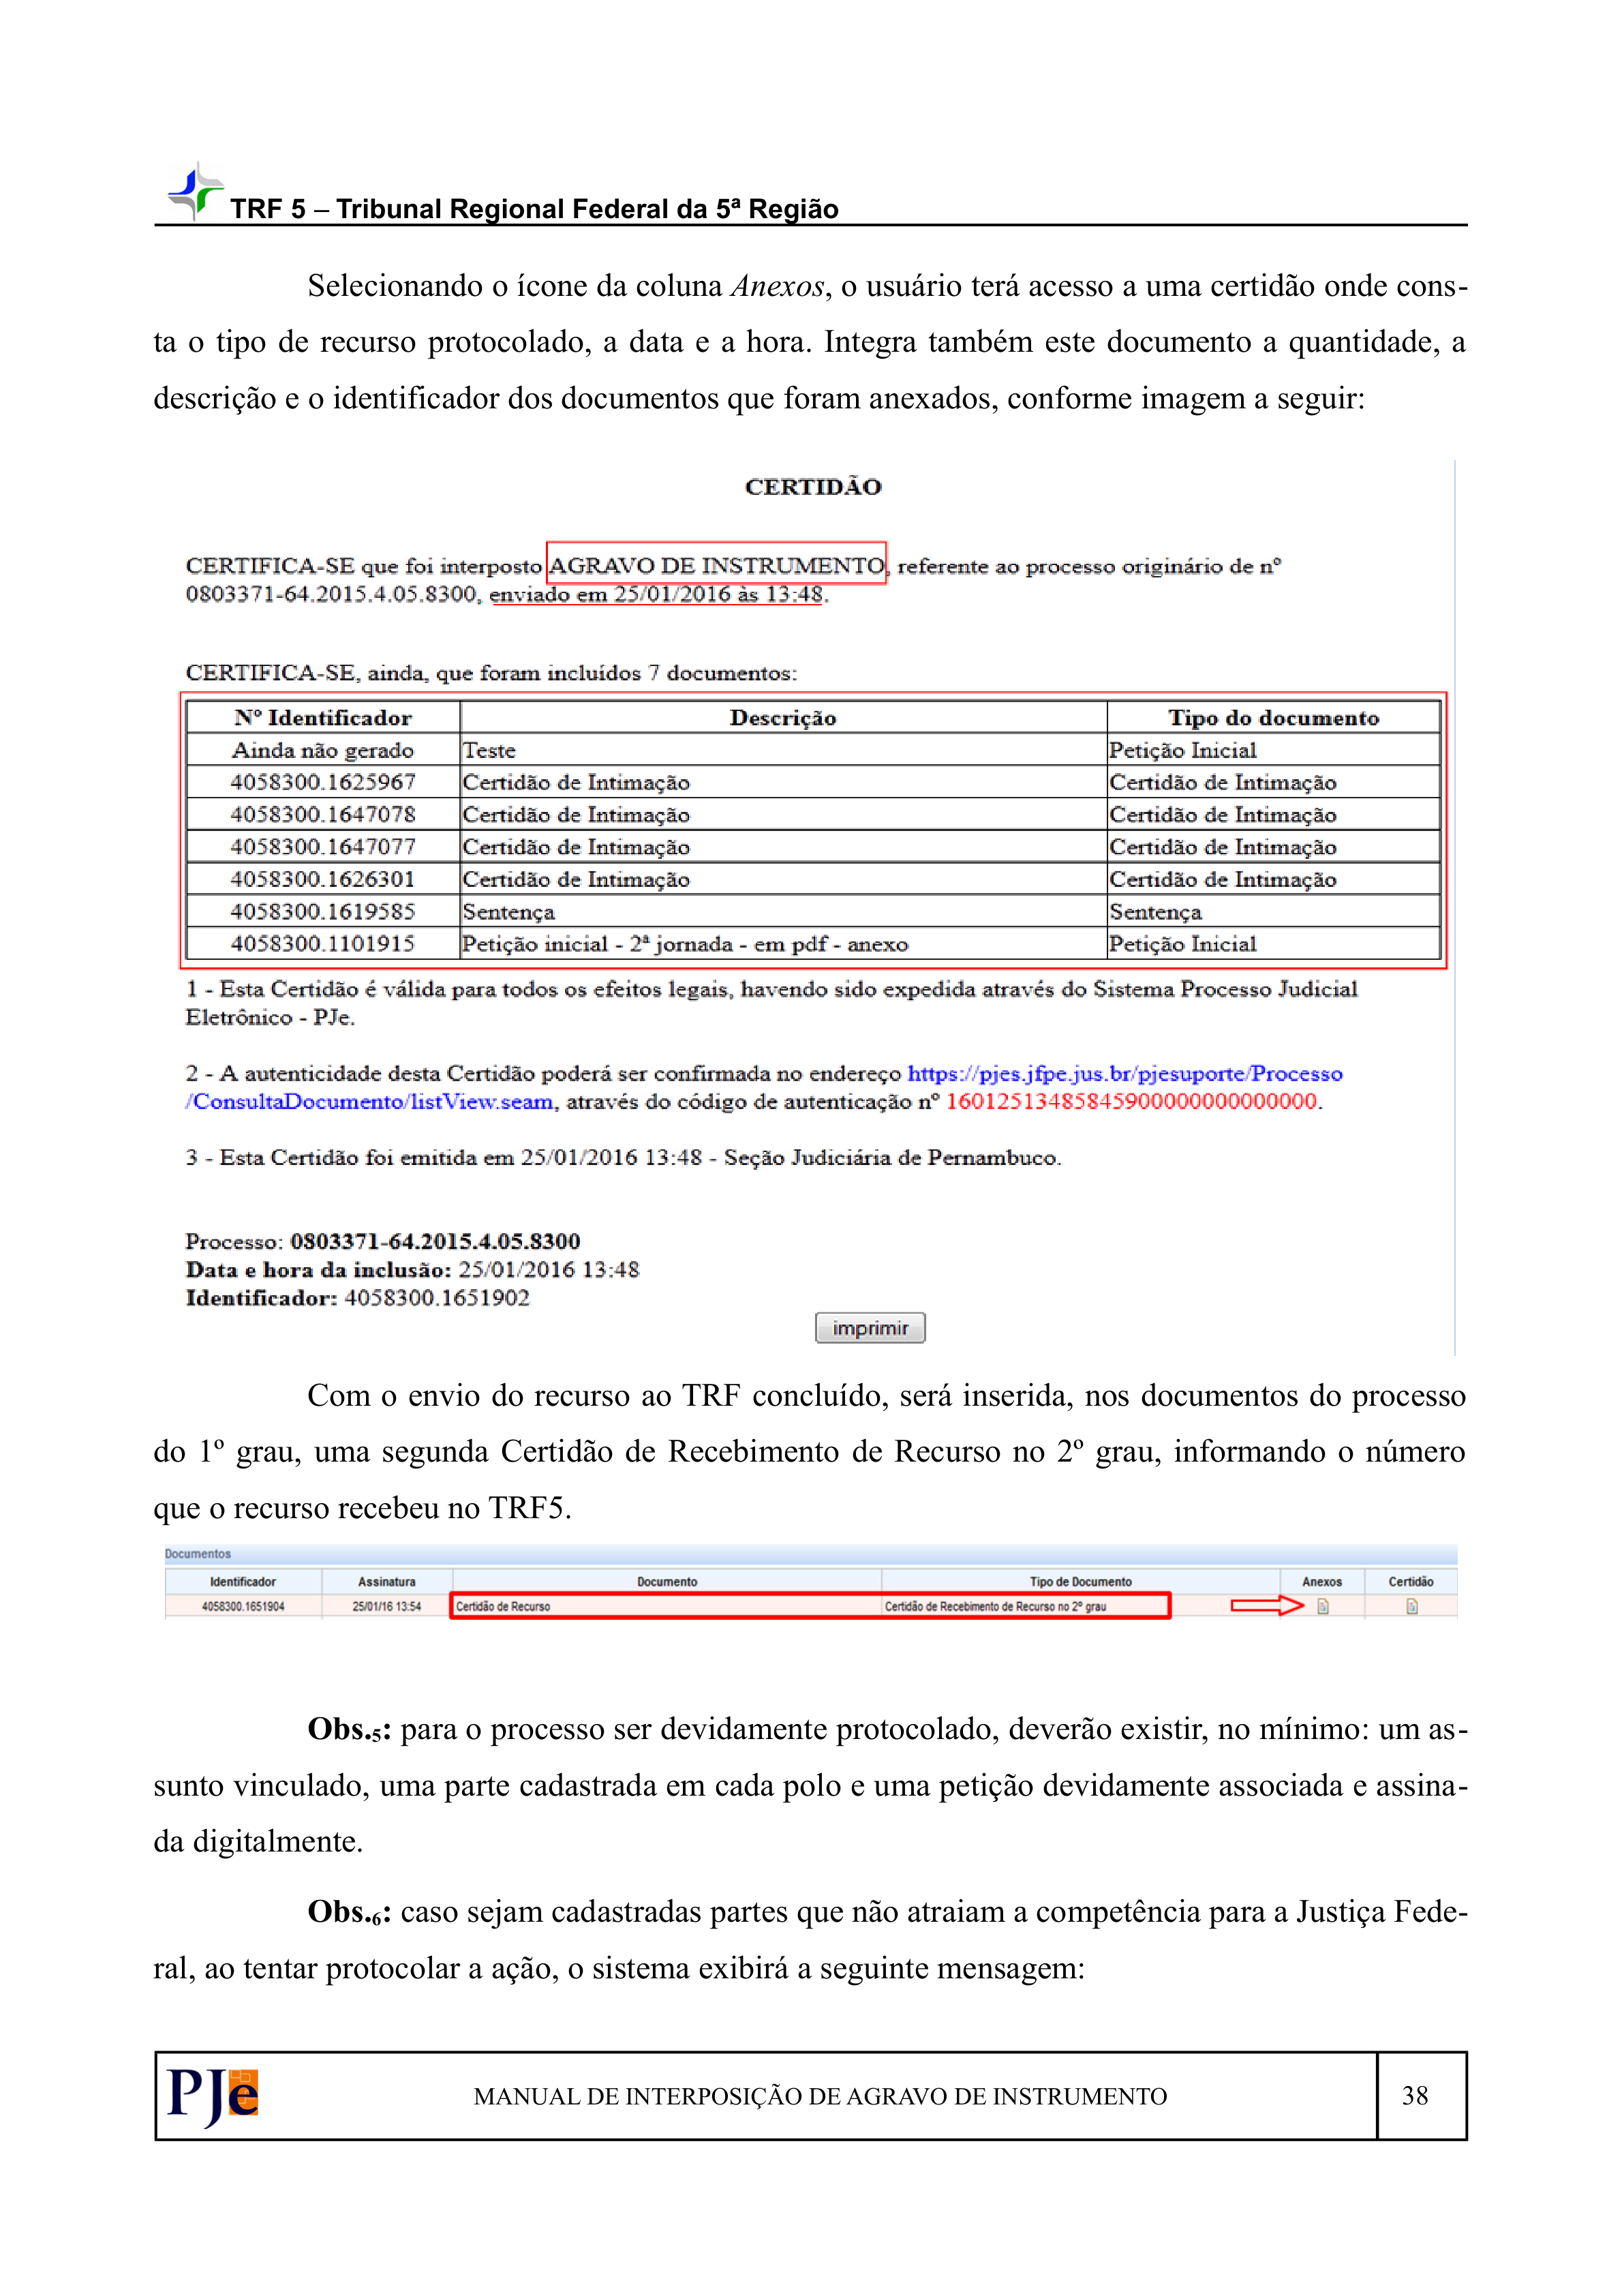 TRF 5 – Tribunal Regional Federal da 5ª Região
Selecionando o ícone da coluna Anexos, o usuário terá acesso a uma certidão onde cons-
ta o tipo de recurso protocolado, a data e a hora. Integra também este documento a quantidade, a
descrição e o identificador dos documentos que foram anexados, conforme imagem a seguir:
CERTIDÃO
CERTIFICA-SE que foi interposto AGRAVO DE INSTRUMENTO, referente ao processo originário de nº
0803371-64.2015.4.05.8300, enviado em 25/01/2016 às 13:48.
CERTIFICA-SE, ainda, que foram incluídos 7 documentos:
Nº Identificador Descrição Tipo do documento
Ainda não gerado Teste Petição Inicial
4058300.1625967 Certidão de Intimação Certidão de Intimação
4058300.1647078 Certidão de Intimação Certidão de Intimação
4058300.1647077 Certidão de Intimação Certidão de Intimação
4058300.1626301 Certidão de Intimação Certidão de Intimação
4058300.1619585 Sentença Sentença
4058300.1101915 Petição inicial - 2ª jornada - em pdf - anexo Petição Inicial
1 - Esta Certidão é válida para todos os efeitos legais, havendo sido expedida através do Sistema Processo Judicial
Eletrônico - PJe.
2 - A autenticidade desta Certidão poderá ser confirmada no endereço https://pjes.jfpe.jus.br/pjesuporte/Processo
/ConsultaDocumento/listView.seam, através do código de autenticação nº 16012513485845900000000000000.
3 - Esta Certidão foi emitida em 25/01/2016 13:48 - Seção Judiciária de Pernambuco.
Processo: 0803371-64.2015.4.05.8300
Data e hora da inclusão: 25/01/2016 13:48
Identificador: 4058300.1651902
imprimir
Com o envio do recurso ao TRF concluído, será inserida, nos documentos do processo
do 1º grau, uma segunda Certidão de Recebimento de Recurso no 2º grau, informando o número
que o recurso recebeu no TRF5.
Documentos
Identificador Assinatura Documento Tipo de Documento Anexos Certidão
4058300.1651904 25/01/16 13:54 Certidão de Recurso Certidão de Recebimento de Recurso no 2º grau
Obs.5: para o processo ser devidamente protocolado, deverão existir, no mínimo: um as-
sunto vinculado, uma parte cadastrada em cada polo e uma petição devidamente associada e assina-
da digitalmente.
Obs.6: caso sejam cadastradas partes que não atraiam a competência para a Justiça Fede-
ral, ao tentar protocolar a ação, o sistema exibirá a seguinte mensagem:
PJe MANUAL DE INTERPOSIÇÃO DE AGRAVO DE INSTRUMENTO 38